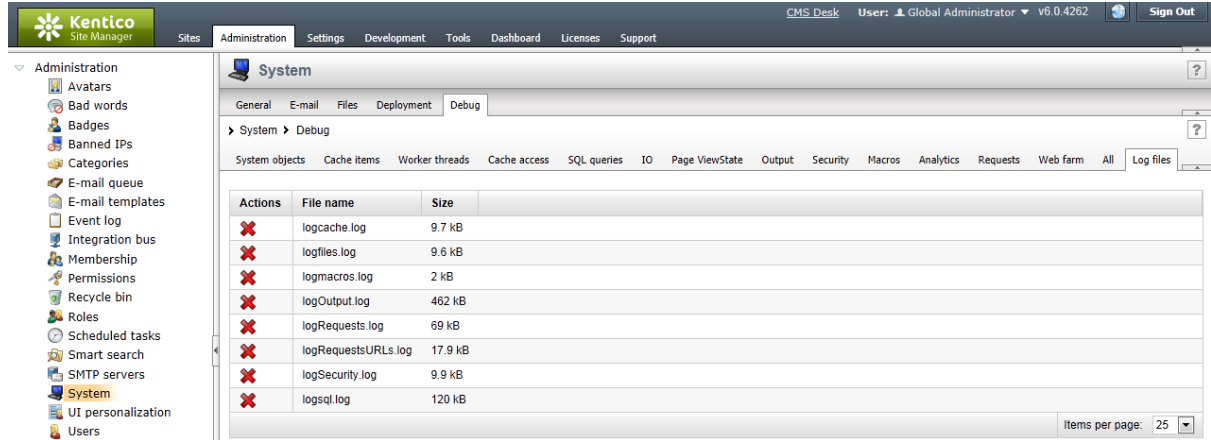 CMS Desk User: Global Administrator v6.0.4262 Sign Out
Kentico
Site Manager
Sites Administration Settings Development Tools Dashboard Licenses Support
Administration
Avatars
Bad words
Badges
Banned IPs
Categories
E-mail queue
E-mail templates
Event log
Integration bus
Membership
Permissions
Recycle bin
Roles
Scheduled tasks
Smart search
SMTP servers
System
UI personalization
Users
System ?
General E-mail Files Deployment Debug
System Debug ?
System objects Cache items Worker threads Cache access SQL queries IO Page ViewState Output Security Macros Analytics Requests Web farm All Log files
Actions File name Size
logcache.log 9.7 kB
logfiles.log 9.6 kB
logmacros.log 2 kB
logOutput.log 462 kB
logRequests.log 69 kB
logRequestsURLs.log 17.9 kB
logSecurity.log 9.9 kB
logsql.log 120 kB
Items per page: 25